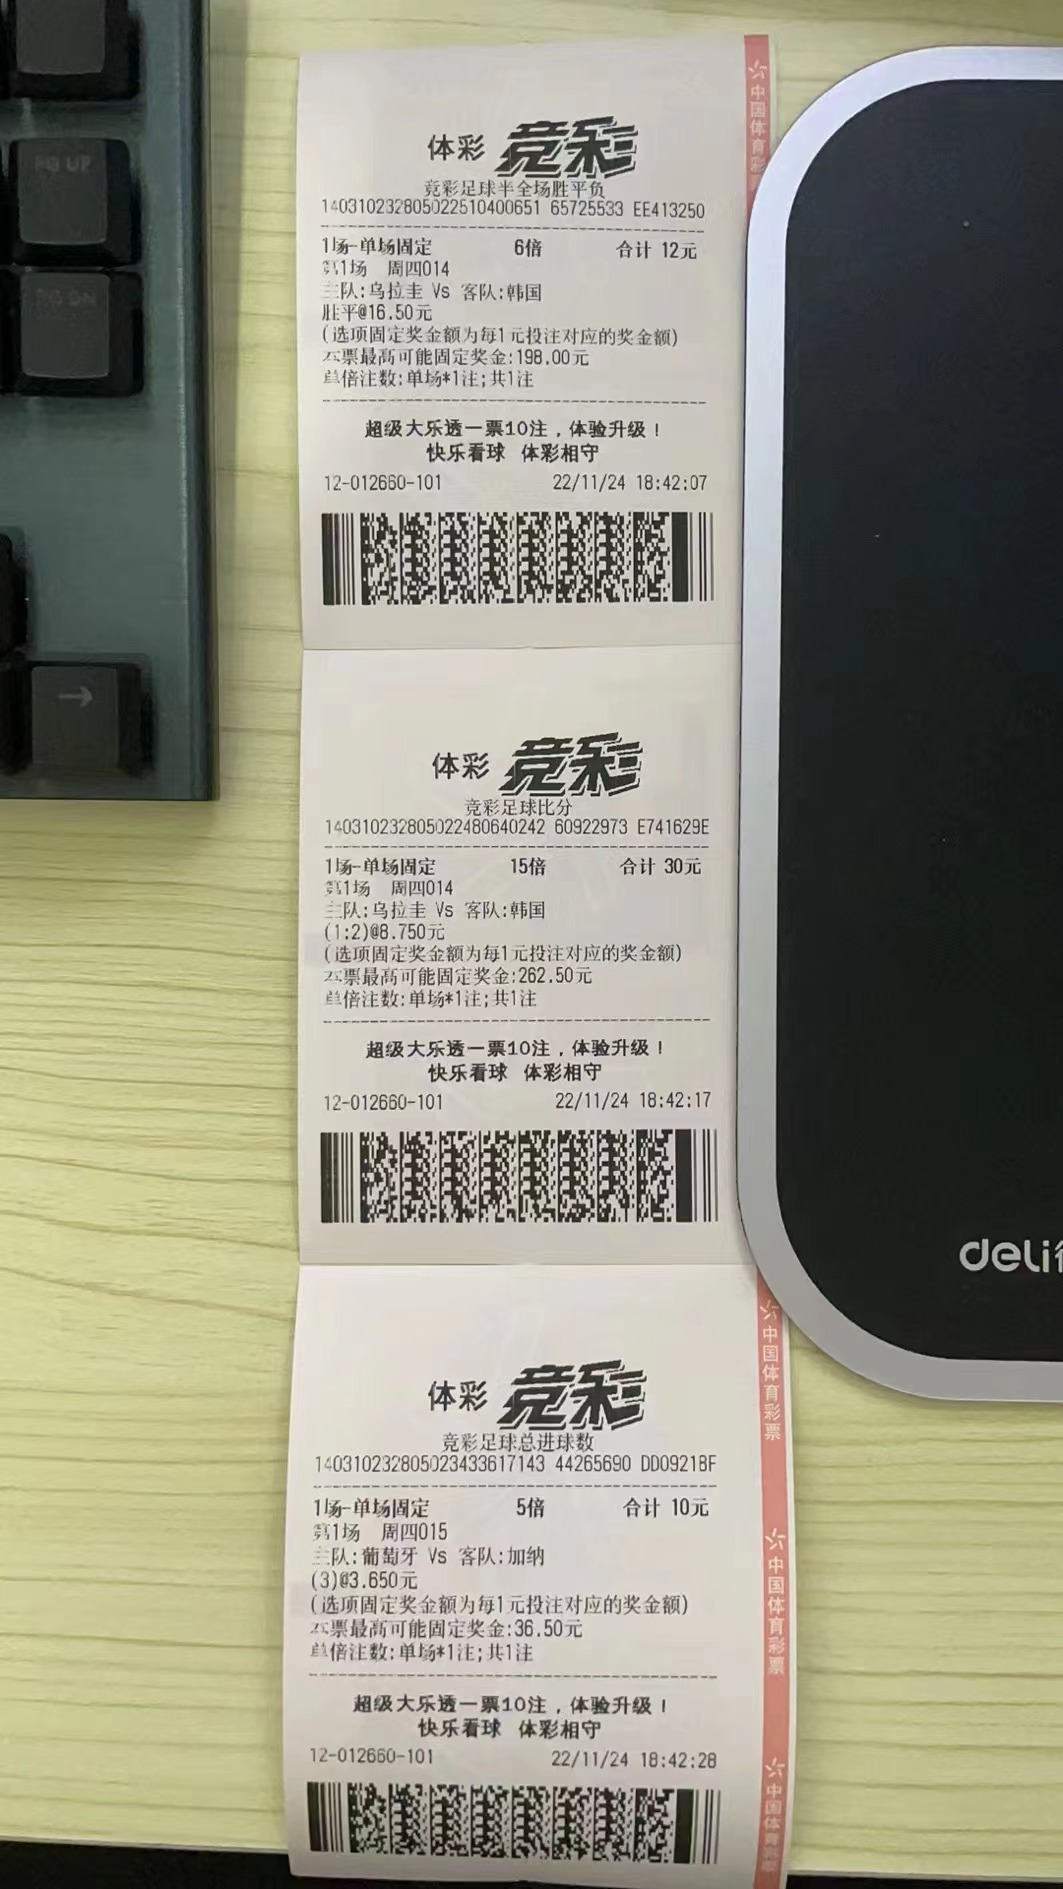 PG UP
PG DN
→
体彩 竞彩
竞彩足球半全场胜平负
140310232805022510400651 65725533 EE413250
1场-单场固定 6倍 合计 12元
第1场 周四014
主队:乌拉圭 Vs 客队:韩国
胜平@16.50元
(选项固定奖金额为每1元投注对应的奖金额)
本票最高可能固定奖金:198.00元
单倍注数:单场*1注;共1注
超级大乐透一票10注，体验升级！
快乐看球 体彩相守
12-012660-101 22/11/24 18:42:07
体彩 竞彩
竞彩足球比分
140310232805022480640242 60922973 E741629E
1场-单场固定 15倍 合计 30元
第1场 周四014
主队:乌拉圭 Vs 客队:韩国
(1:2)@8.750元
(选项固定奖金额为每1元投注对应的奖金额)
本票最高可能固定奖金:262.50元
单倍注数:单场*1注;共1注
超级大乐透一票10注，体验升级！
快乐看球 体彩相守
12-012660-101 22/11/24 18:42:17
体彩 竞彩
竞彩足球总进球数
140310232805023433617143 44265690 DD0921BF
1场-单场固定 5倍 合计 10元
第1场 周四015
主队:葡萄牙 Vs 客队:加纳
(3)@3.650元
(选项固定奖金额为每1元投注对应的奖金额)
本票最高可能固定奖金:36.50元
单倍注数:单场*1注;共1注
超级大乐透一票10注，体验升级！
快乐看球 体彩相守
12-012660-101 22/11/24 18:42:28
中国体育彩
中国体育彩票
中国体育彩票
中国体育彩票
deli